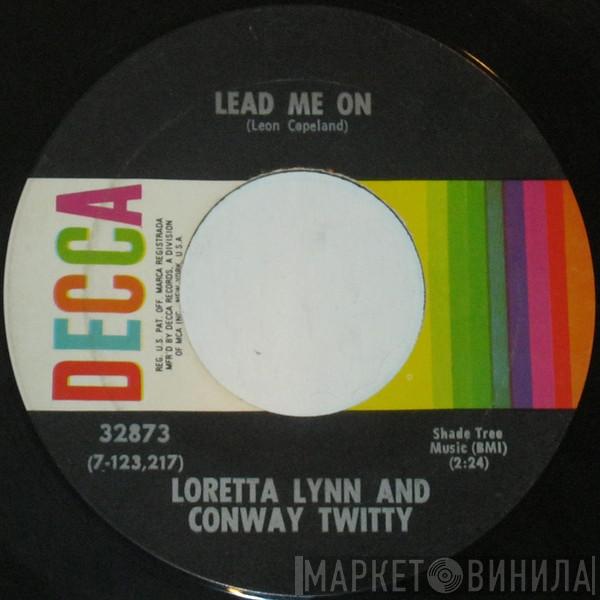 LEAD ME ON
(Leon Copeland)
DECCA
REG. U.S. PAT. OFF. MARCA REGISTRADA
MFR'D BY DECCA RECORDS, A DIVISION
OF MCA INC., NEW YORK, U.S.A.
32873
(7-123,217)
Shade Tree
Music (BMI)
(2:24)
LORETTA LYNN AND
CONWAY TWITTY
МАРКЕТ ВИНИЛА